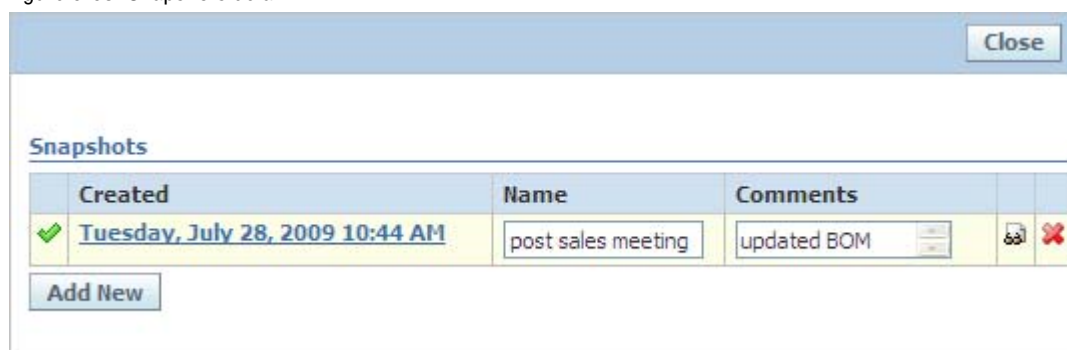 Close
Snapshots
Created Name Comments
Tuesday, July 28, 2009 10:44 AM post sales meeting updated BOM
Add New